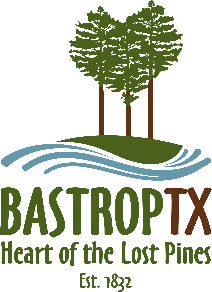 BASTROPTX
Heart of the Lost Pines
Est. 1832